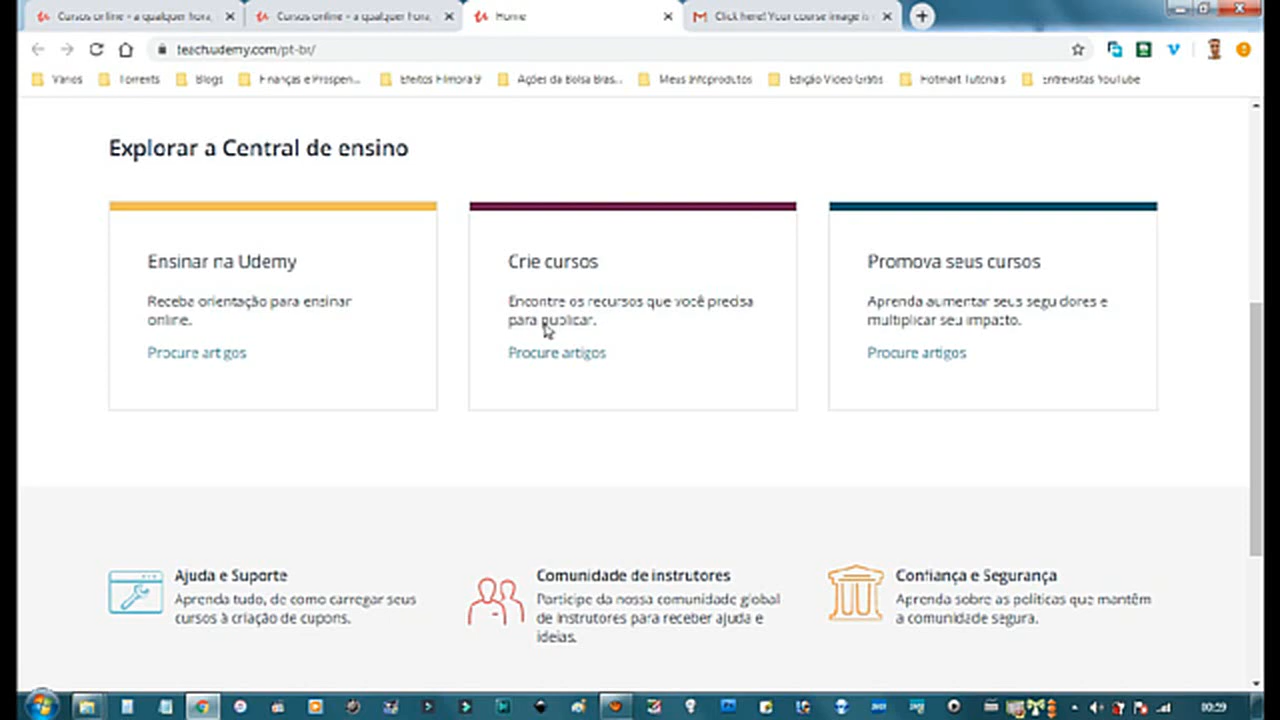 Cursos online - a qualquer hora,
Cursos online - a qualquer hora,
Home
Click here! Your course image is
teach.udemy.com/pt-br/
Vários
Torrents
Blogs
Finanças e Prosperi...
Efeitos Filmora 9
Ações da Bolsa Bras...
Meus Infoprodutos
Edição Vídeo Grátis
Hotmart Tutoriais
Entrevistas YouTube
Explorar a Central de ensino
Ensinar na Udemy
Receba orientação para ensinar
online.
Procure artigos
Crie cursos
Encontre os recursos que você precisa
para publicar.
Procure artigos
Promova seus cursos
Aprenda aumentar seus seguidores e
multiplicar seu impacto.
Procure artigos
Ajuda e Suporte
Aprenda tudo, de como carregar seus
cursos à criação de cupons.
Comunidade de instrutores
Participe da nossa comunidade global
de instrutores para receber ajuda e
ideias.
Confiança e Segurança
Aprenda sobre as políticas que mantêm
a comunidade segura.
00:59